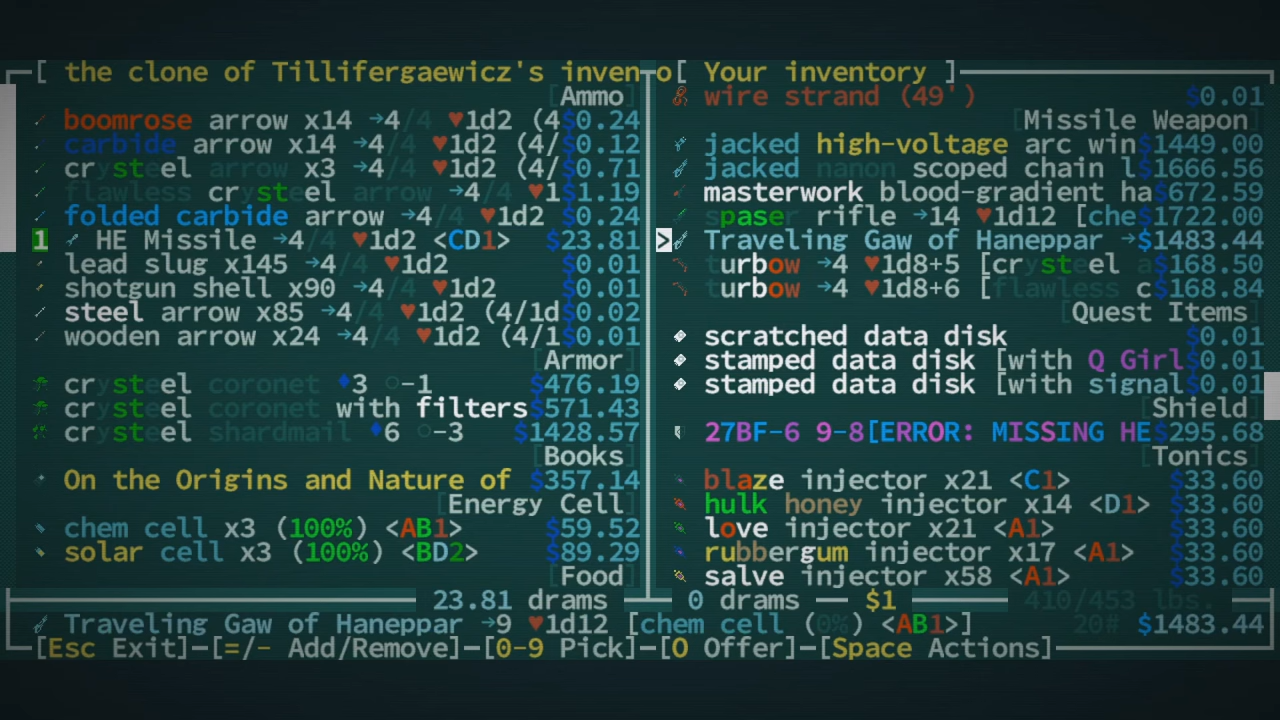 [ the clone of Tillifergaewicz's inven
[Ammo]
boomrose arrow x14 →4/4 ♥1d2 (4 $0.24
carbide arrow x14 →4/4 ♥1d2 (4/ $0.12
crysteel arrow x3 →4/4 ♥1d2 (4/ $0.71
flawless crysteel arrow →4/4 ♥1 $1.19
folded carbide arrow →4/4 ♥1d2 $0.24
1 HE Missile →4/4 ♥1d2 <CD1> $23.81
lead slug x145 →4/4 ♥1d2 $0.01
shotgun shell x90 →4/4 ♥1d2 $0.01
steel arrow x85 →4/4 ♥1d2 (4/1d $0.02
wooden arrow x24 →4/4 ♥1d2 (4/1 $0.01
[Armor]
crysteel coronet ♦3 ○-1 $476.19
crysteel coronet with filters $571.43
crysteel shardmail ♦6 ○-3 $1428.57
[Books]
On the Origins and Nature of $357.14
[Energy Cell]
chem cell x3 (100%) <AB1> $59.52
solar cell x3 (100%) <BD2> $89.29
[Food]
o[ Your inventory ]
wire strand (49') $0.01
[Missile Weapon]
jacked high-voltage arc win $1449.00
jacked nanon scoped chain l $1666.56
masterwork blood-gradient ha $672.59
spaser rifle →14 ♥1d12 [che $1722.00
> Traveling Gaw of Haneppar → $1483.44
turbow →4 ♥1d8+5 [crysteel a $168.50
turbow →4 ♥1d8+6 [flawless c $168.84
[Quest Items]
scratched data disk $0.01
stamped data disk [with Q Girl $0.01
stamped data disk [with signal $0.01
[Shield]
27BF-6 9-8[ERROR: MISSING HE $295.68
[Tonics]
blaze injector x21 <C1> $33.60
hulk honey injector x14 <D1> $33.60
love injector x21 <A1> $33.60
rubbergum injector x17 <A1> $33.60
salve injector x58 <A1> $33.60
23.81 drams 0 drams — $1 410/453 lbs.
Traveling Gaw of Haneppar →9 ♥1d12 [chem cell (0%) <AB1>] 20# $1483.44
[Esc Exit]-[=/- Add/Remove]-[0-9 Pick]-[O Offer]-[Space Actions]